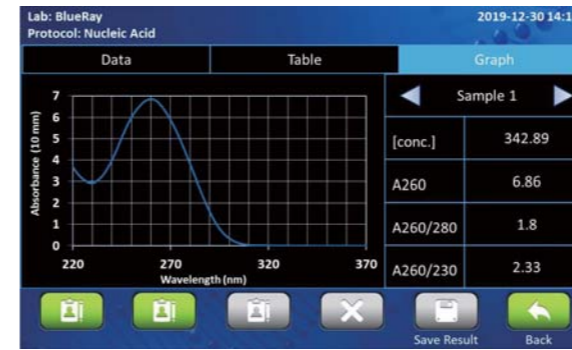 Lab: BlueRay
2019-12-30 14:1
Protocol: Nucleic Acid
Data
Table
Graph
Sample 1
[conc.] 342.89
A260 6.86
A260/280 1.8
A260/230 2.33
Absorbance (10 mm)
7
6
5
4
3
2
1
0
220 270 320 370
Wavelength (nm)
Save Result
Back